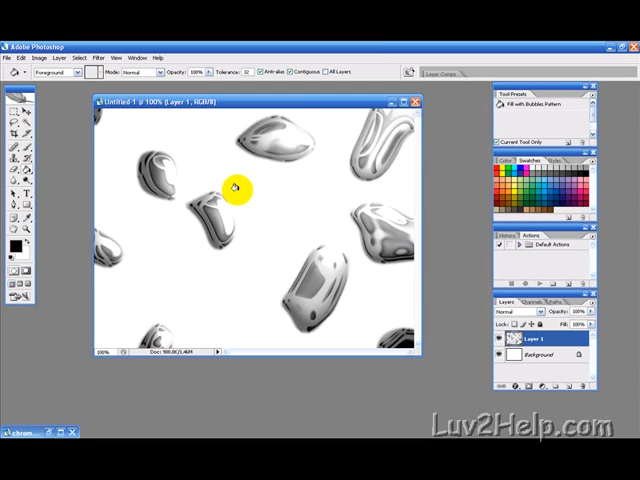 Adobe Photoshop
File Edit Image Layer Select Filter View Window Help
Foreground Mode: Normal Opacity: 100% Tolerance: 32 Anti-alias Contiguous All Layers Layer Comps
Untitled-1 @ 100% (Layer 1, RGB/8)
Tool Presets
Fill with Bubbles Pattern
Current Tool Only
Color Swatches Styles
History Actions
Default Actions
Layers Channels Paths
Normal Opacity: 100%
Lock: Fill: 100%
Layer 1
Background
100% Doc: 900.0K/1.46M
chrom...
Luv2Help.com